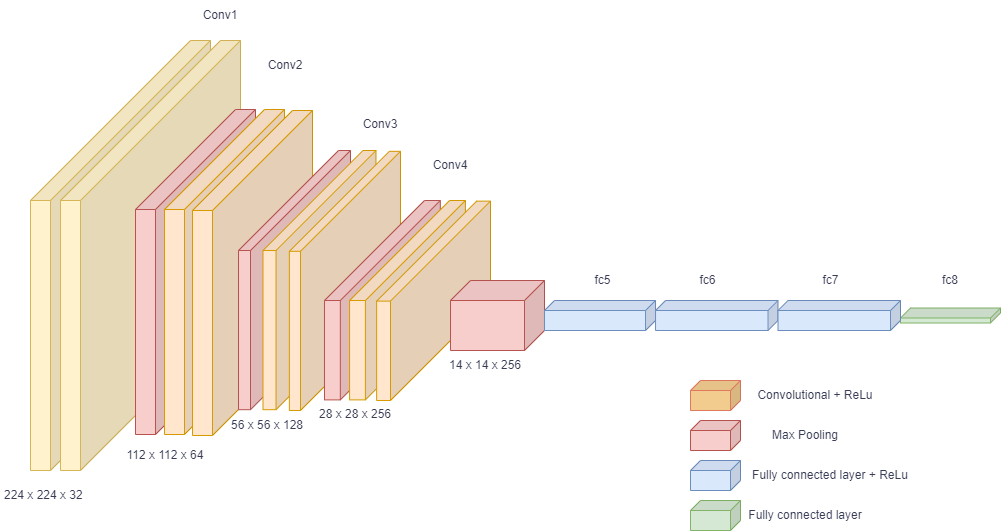 Conv1
Conv2
Conv3
Conv4
fc5
fc6
fc7
fc8
14 x 14 x 256
28 x 28 x 256
56 x 56 x 128
112 x 112 x 64
224 x 224 x 32
Convolutional + ReLu
Max Pooling
Fully connected layer + ReLu
Fully connected layer